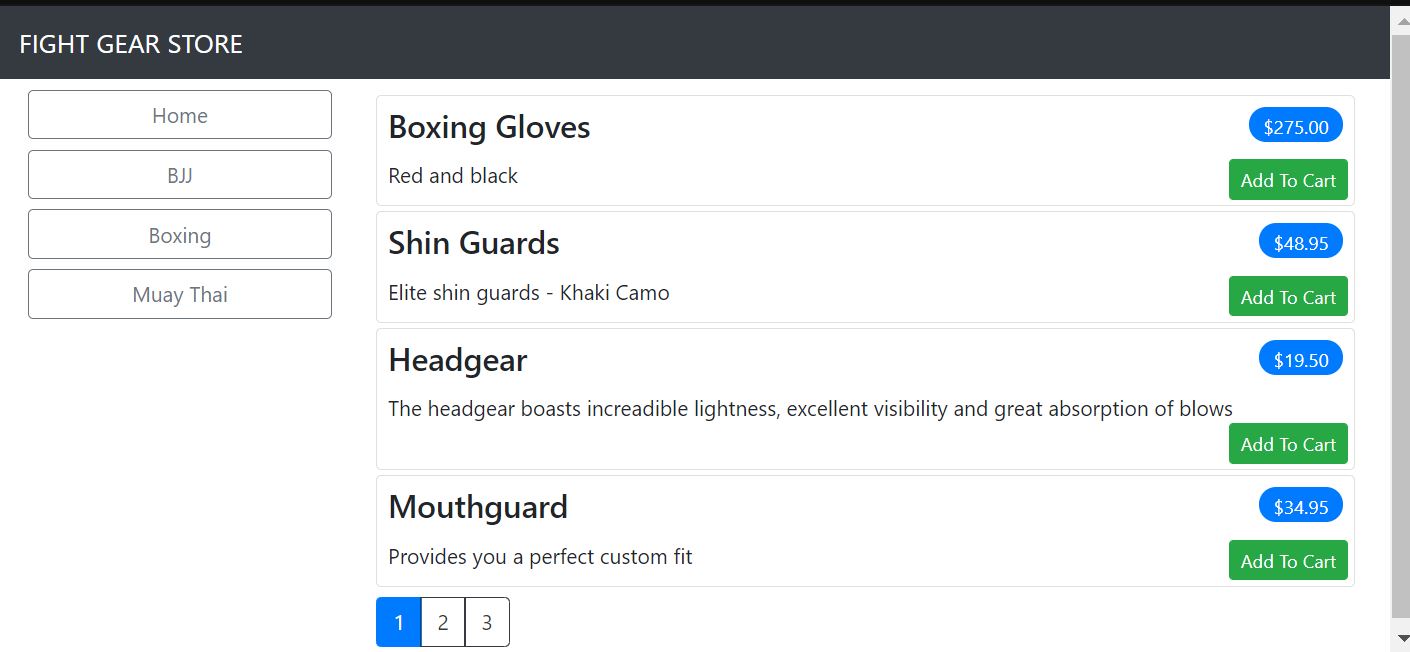 FIGHT GEAR STORE
Home
BJJ
Boxing
Muay Thai
Boxing Gloves
$275.00
Red and black
Add To Cart
Shin Guards
$48.95
Elite shin guards - Khaki Camo
Add To Cart
Headgear
$19.50
The headgear boasts increadible lightness, excellent visibility and great absorption of blows
Add To Cart
Mouthguard
$34.95
Provides you a perfect custom fit
Add To Cart
1 2 3